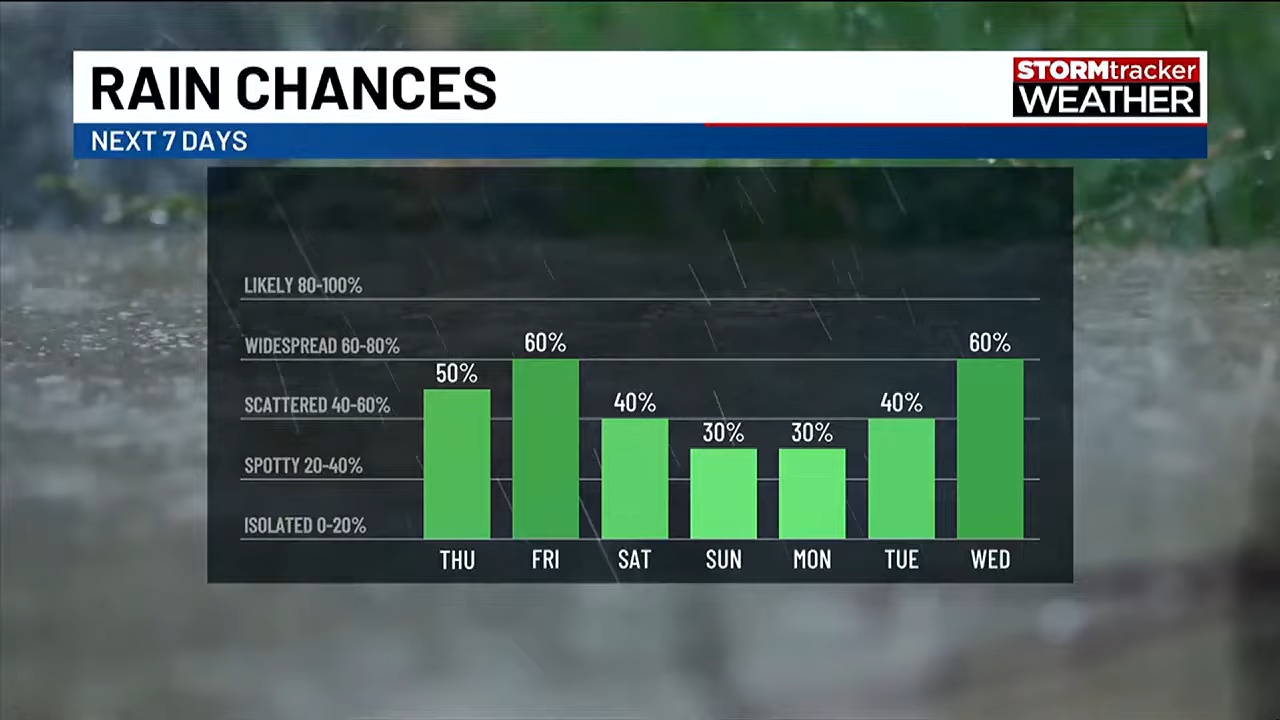 RAIN CHANCES
STORMtracker
WEATHER
NEXT 7 DAYS
LIKELY 80-100%
WIDESPREAD 60-80%
SCATTERED 40-60%
SPOTTY 20-40%
ISOLATED 0-20%
50%
60%
40%
30%
30%
40%
60%
THU FRI SAT SUN MON TUE WED